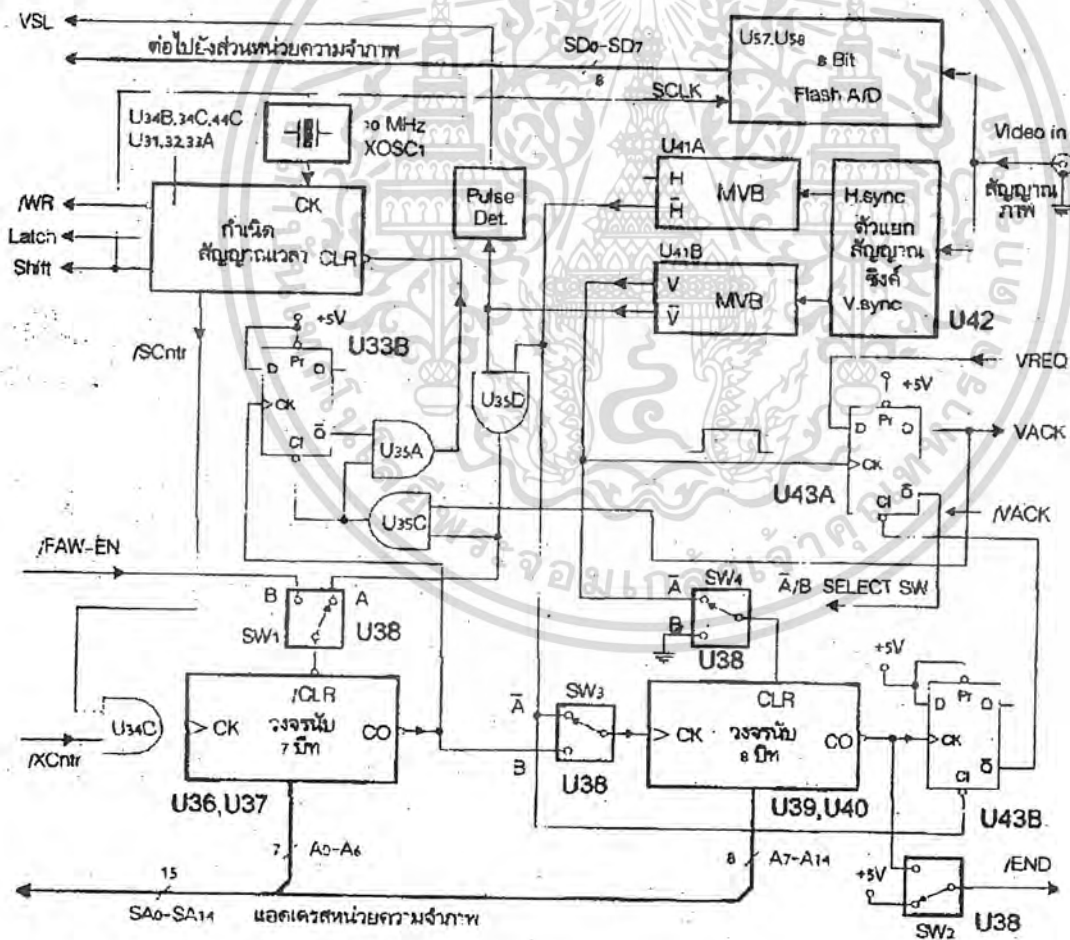 VSL
ต่อไปยังส่วนหน่วยความจำภาพ
SD0-SD7
8
SCLK
U57.U58
8 Bit
Flash A/D
U34B,34C,44C
U31,32,33A
MHz
XOSC1
Video in
สัญญาณ
ภาพ
/WR
Latch
Shift
CK
กำเนิด
สัญญาณเวลา
CLR
Pulse
Det.
U41A
H
H̅
MVB
H.sync
ตัวแยก
สัญญาณ
ซิงค์
V.sync
U42
U41B
V
V̅
MVB
/SCntr
+5V
U33B
Pr
D
CK
Cl
Q̅
U35A
U35C
U35D
VREQ
+5V
Pr
D
Q
CK
Cl
Q̅
VACK
U43A
/VACK
/FAW-EN
B
A
SW1
U38
A̅
SW4
B
U38
A̅/B SELECT SW
U34C
/XCntr
/CLR
CK
วงจรนับ
7 บิท
CO
U36,U37
A̅
SW3
B
U38
CLR
CK
วงจรนับ
8 บิท
CO
U39,U40
+5V
Pr
D
Q
CK
Cl
Q̅
U43B
7
A0-A6
8
A7-A14
15
SA0-SA14
แอดเดรสหน่วยความจำภาพ
+5V
/END
U38
SW2